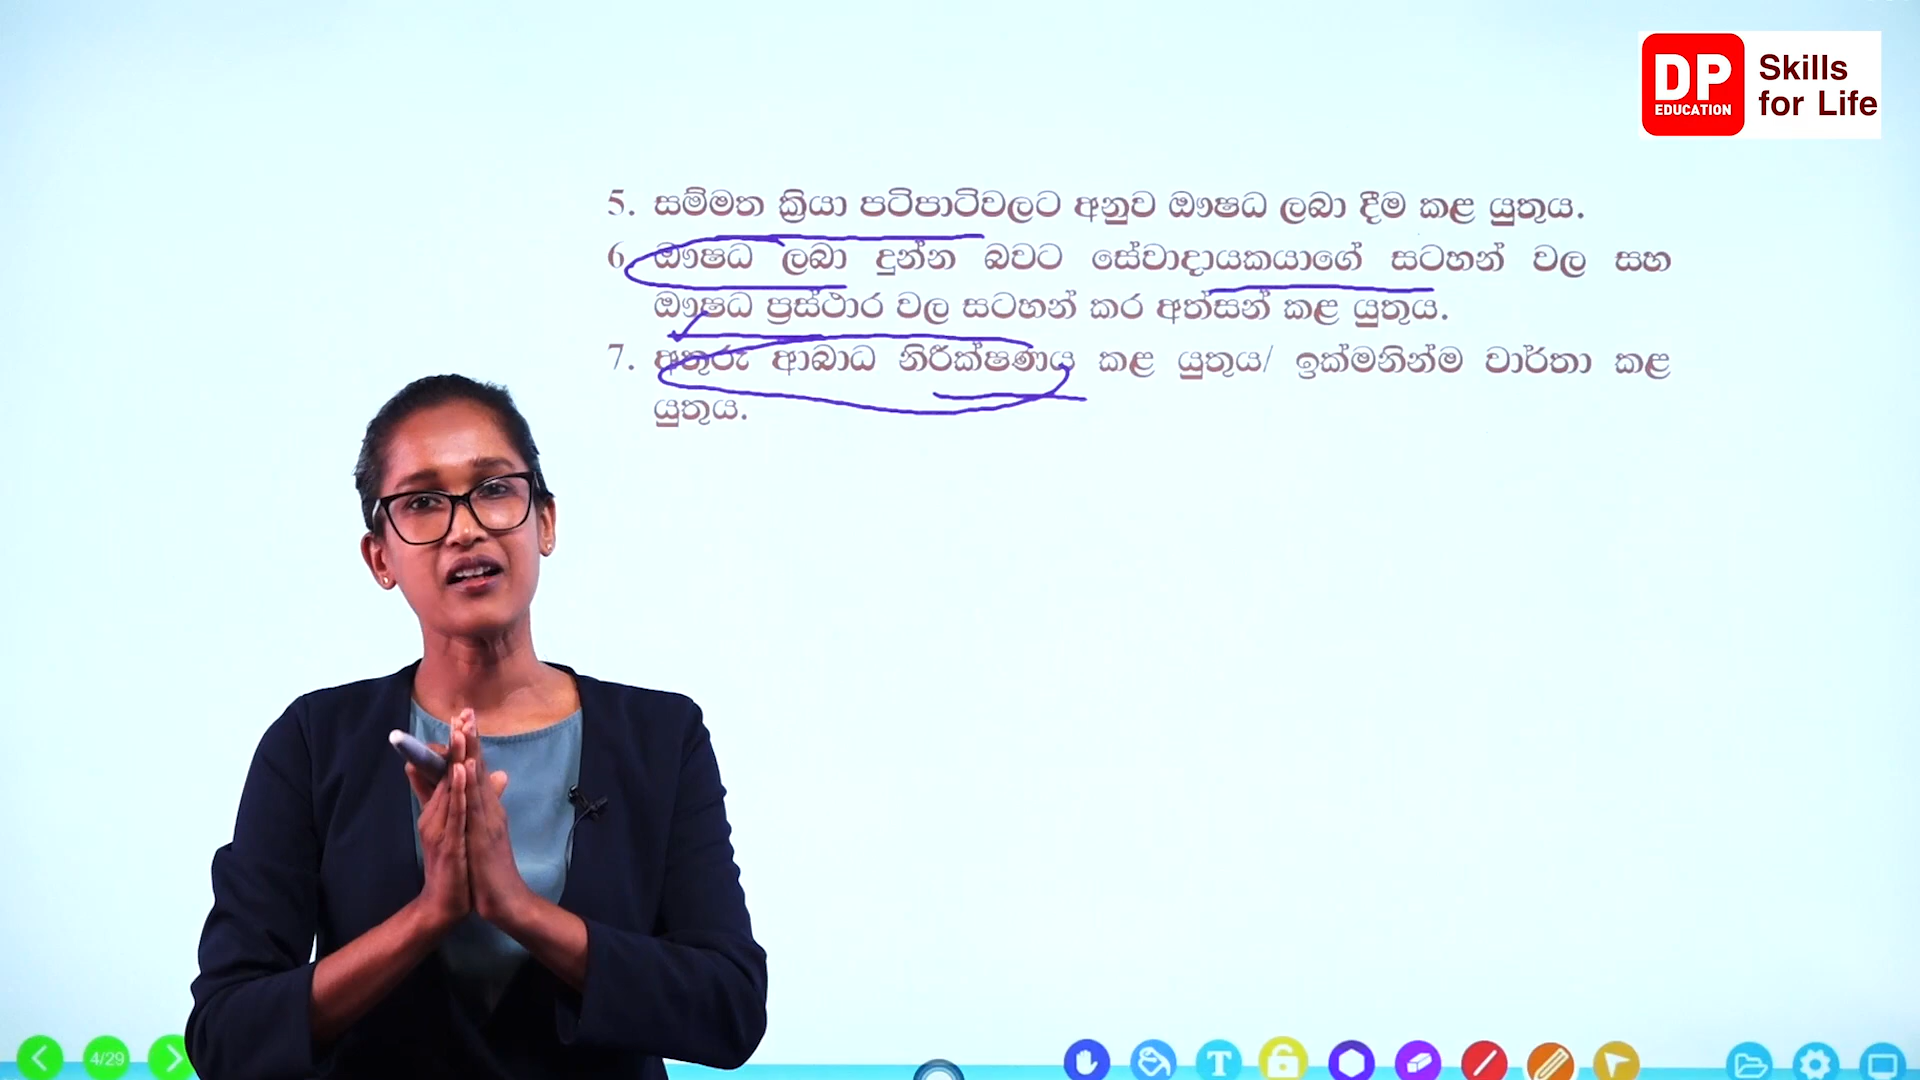 DP
EDUCATION
Skills
for Life
5. සම්මත ක්‍රියා පටිපාටිවලට අනුව ඖෂධ ලබා දීම කළ යුතුය.
6. ඖෂධ ලබා දුන්න බවට සේවාදායකයාගේ සටහන් වල සහ
ඖෂධ ප්‍රස්ථාර වල සටහන් කර අත්සන් කළ යුතුය.
7. අතුරු ආබාධ නිරීක්ෂණය කළ යුතුය/ ඉක්මනින්ම වාර්තා කළ
යුතුය.
4/29
T